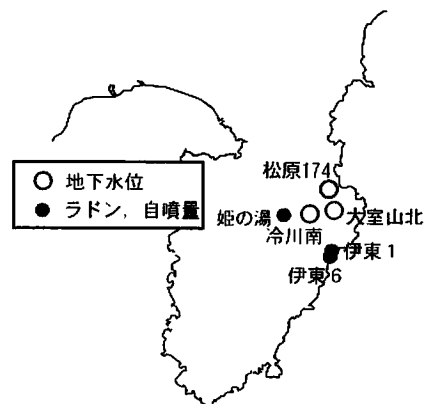 松原174
○ 地下水位
● ラドン，自噴量
姫の湯
大室山北
冷川南
伊東1
伊東6